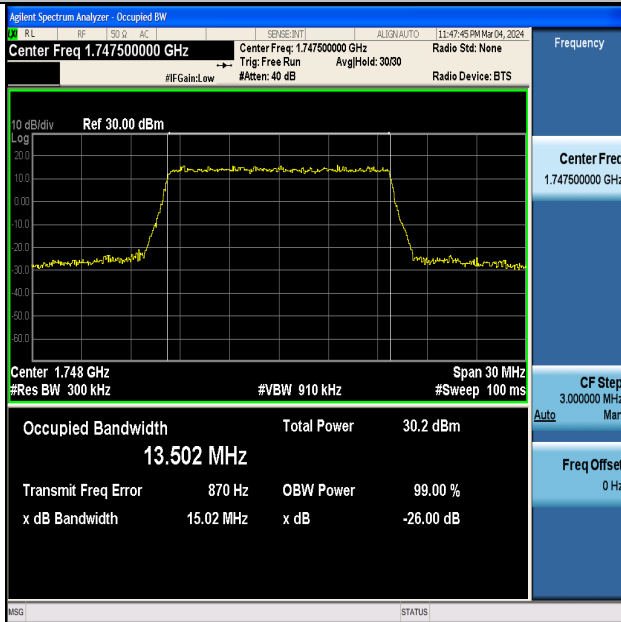 Agilent Spectrum Analyzer - Occupied BW
LXI RL RF 50 Ω AC SENSE:INT ALIGN AUTO 11:47:45 PM Mar 04, 2024
Center Freq 1.747500000 GHz
Center Freq: 1.747500000 GHz
Radio Std: None
Trig: Free Run Avg|Hold: 30/30
#IFGain:Low
#Atten: 40 dB
Radio Device: BTS
Frequency
10 dB/div Ref 30.00 dBm
Log
20.0
10.0
0.00
-10.0
-20.0
-30.0
-40.0
-50.0
-60.0
Center Freq
1.747500000 GHz
Center 1.748 GHz Span 30 MHz
#Res BW 300 kHz #VBW 910 kHz #Sweep 100 ms
CF Step
3.000000 MHz
Auto Man
Occupied Bandwidth Total Power 30.2 dBm
13.502 MHz
Transmit Freq Error 870 Hz OBW Power 99.00 %
x dB Bandwidth 15.02 MHz x dB -26.00 dB
Freq Offset
0 Hz
MSG STATUS